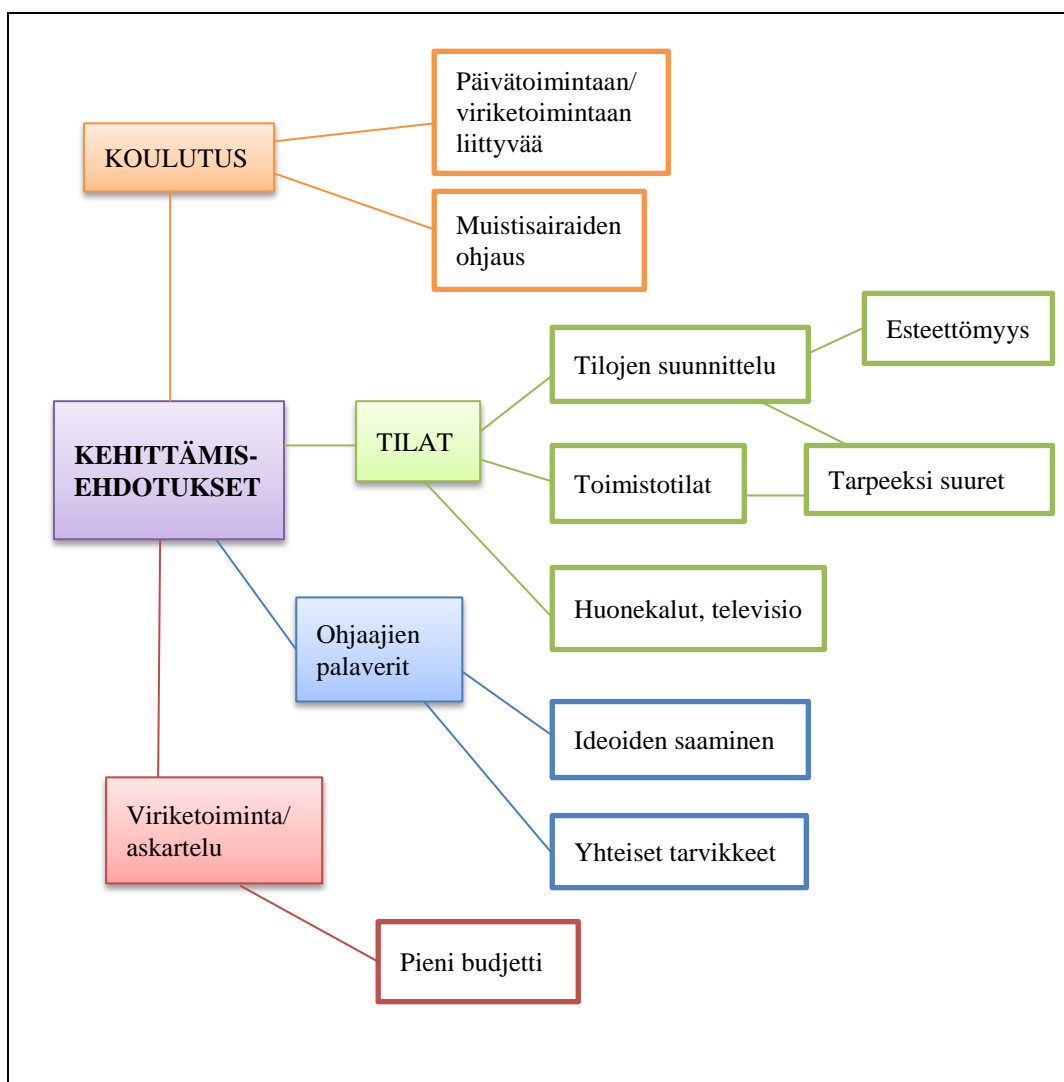 Päivätoimintaan/
viriketoimintaan
liittyvää
KOULUTUS
Muistisairaiden
ohjaus
Esteettömyys
Tilojen suunnittelu
KEHITTÄMIS-
EHDOTUKSET
TILAT
Toimistotilat
Tarpeeksi suuret
Huonekalut, televisio
Ohjaajien
palaverit
Ideoiden saaminen
Viriketoiminta/
askartelu
Yhteiset tarvikkeet
Pieni budjetti